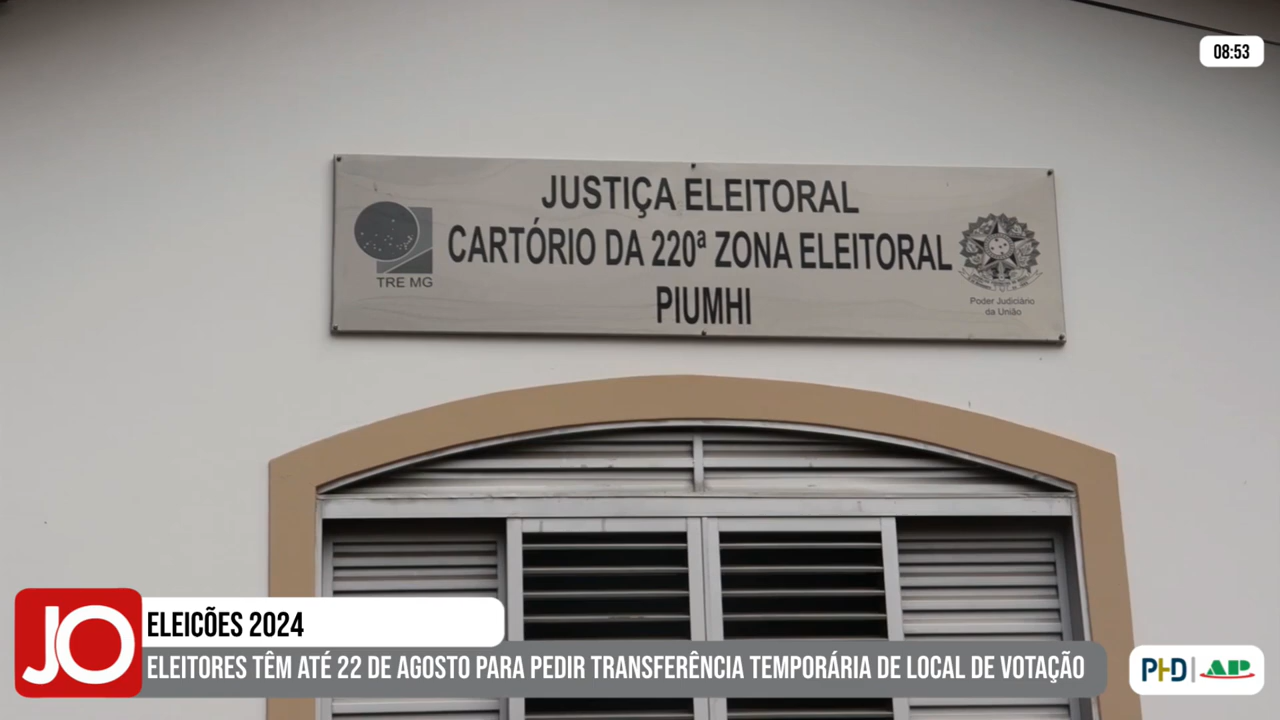 08:53
JUSTIÇA ELEITORAL
CARTÓRIO DA 220ª ZONA ELEITORAL
PIUMHI
TRE MG
Poder Judiciário
da União
JO
ELEICÕES 2024
ELEITORES TÊM ATÉ 22 DE AGOSTO PARA PEDIR TRANSFERÊNCIA TEMPORÁRIA DE LOCAL DE VOTAÇÃO
PHD | AP